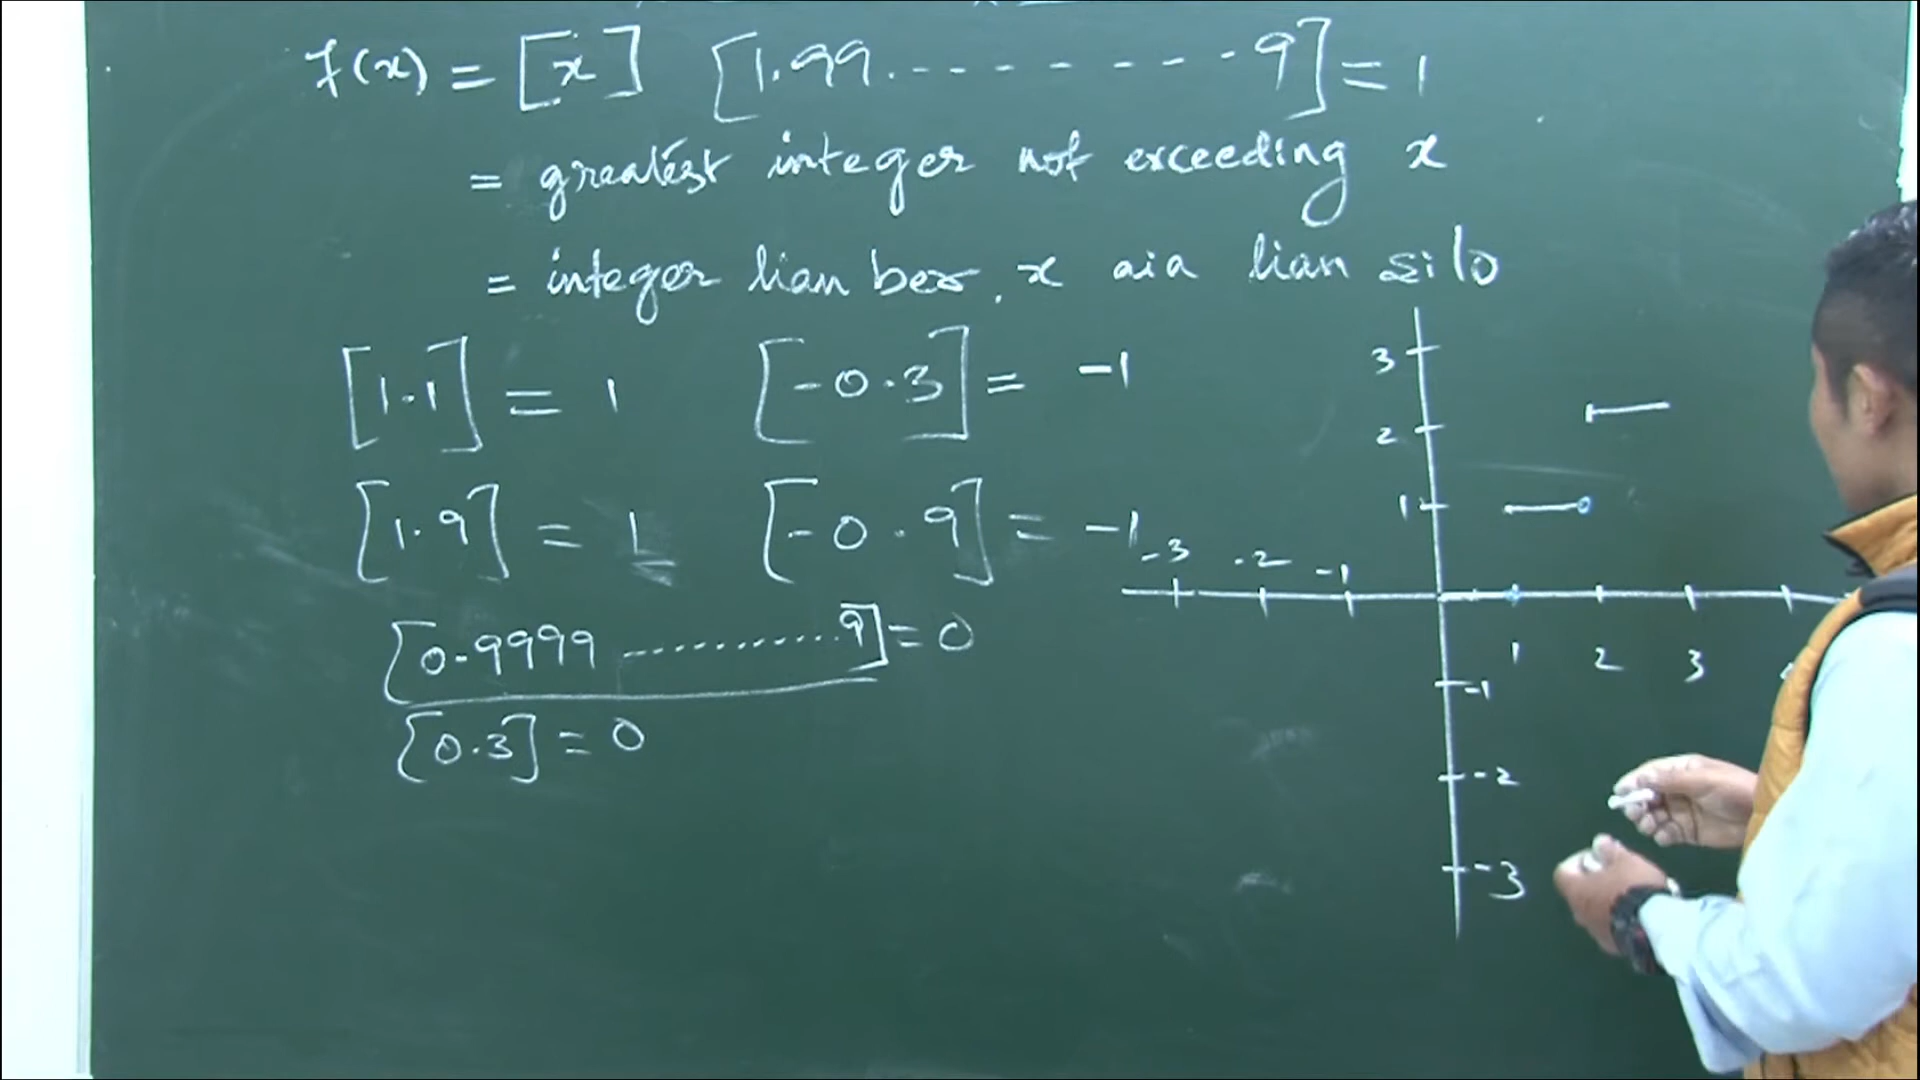 f(x) = [x] [1.99.--------9] = 1
= greatest integer not exceeding x
= integer lian ber, x aia lian silo
[1.1] = 1 [-0.3] = -1
[1.9] = 1 [-0.9] = -1
[0.9999...........9] = 0
[0.3] = 0
3
2
1
-3 -2 -1
1 2 3
-1
-2
-3